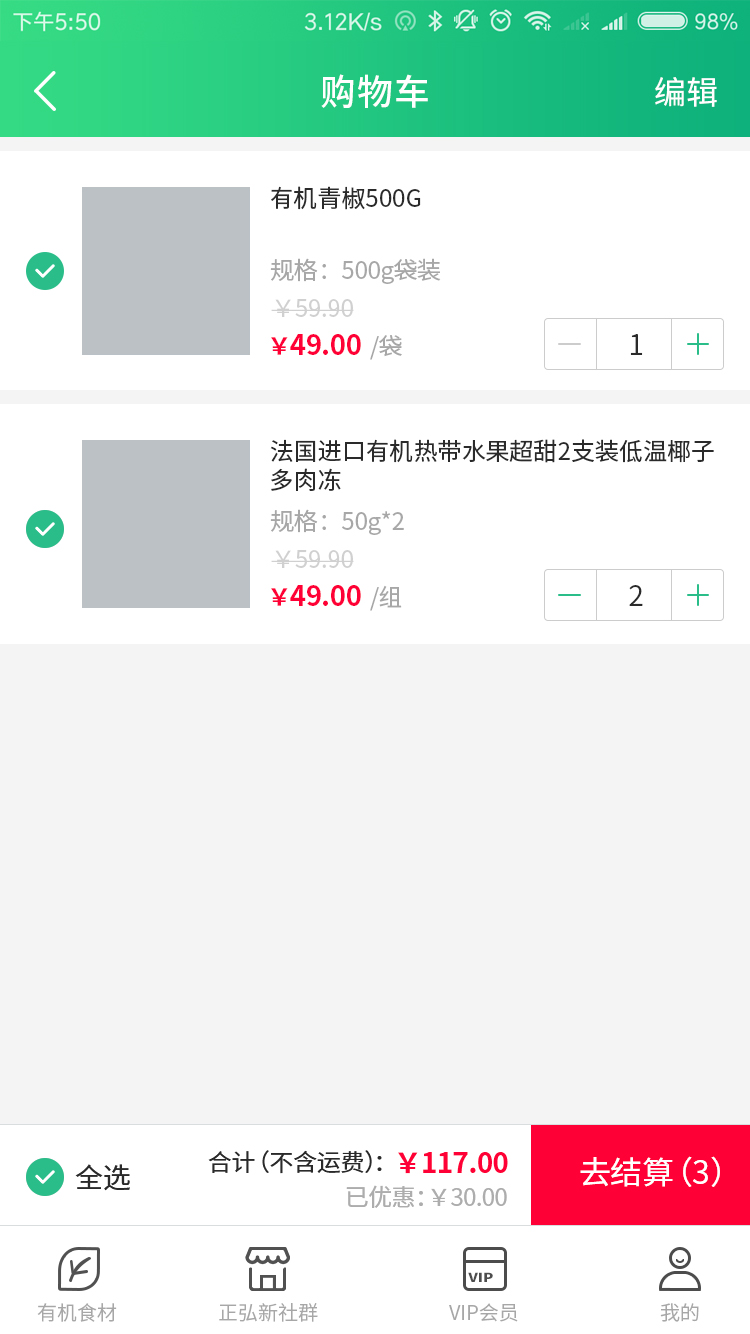 下午5:50 3.12K/s 98%
购物车 编辑
有机青椒500G
规格：500g袋装
￥59.90
¥49.00 /袋 1
法国进口有机热带水果超甜2支装低温椰子
多肉冻
规格：50g*2
￥59.90
¥49.00 /组 2
全选 合计（不含运费）：￥117.00 去结算（3）
已优惠：￥30.00
VIP
有机食材 正弘新社群 VIP会员 我的